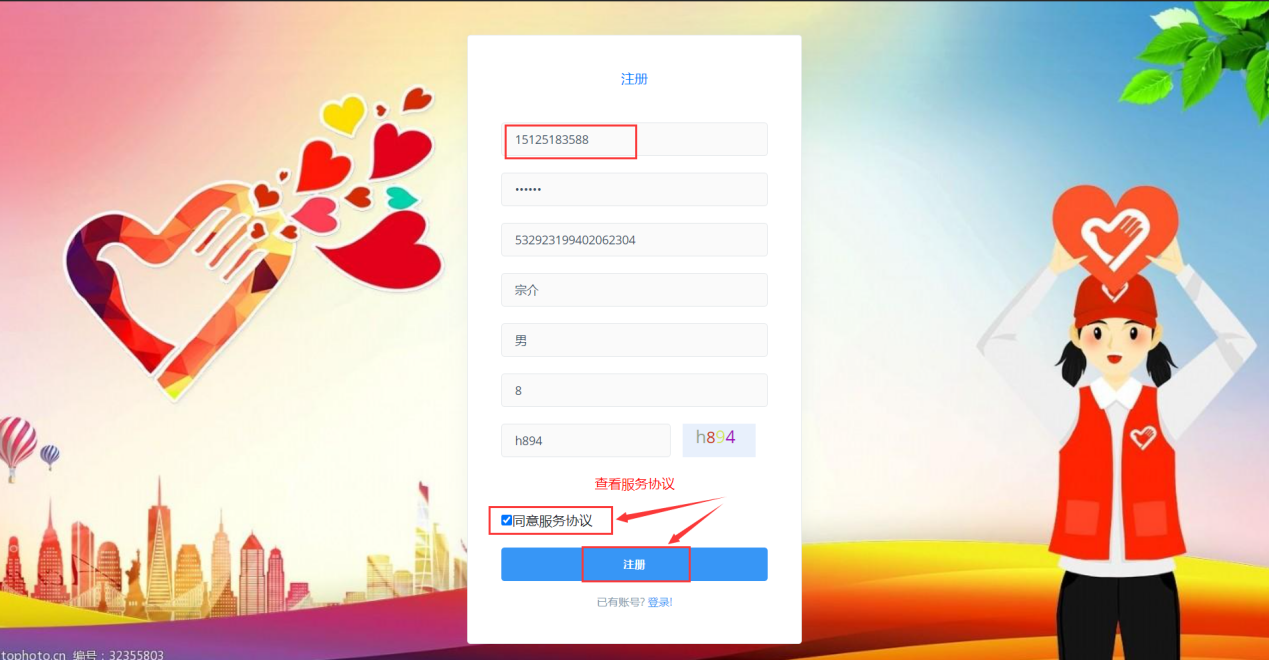 注册
15125183588
••••••
532923199402062304
宗介
男
8
h894
h894
查看服务协议
同意服务协议
注册
已有账号? 登录!
tophoto.cn 编号：32355803